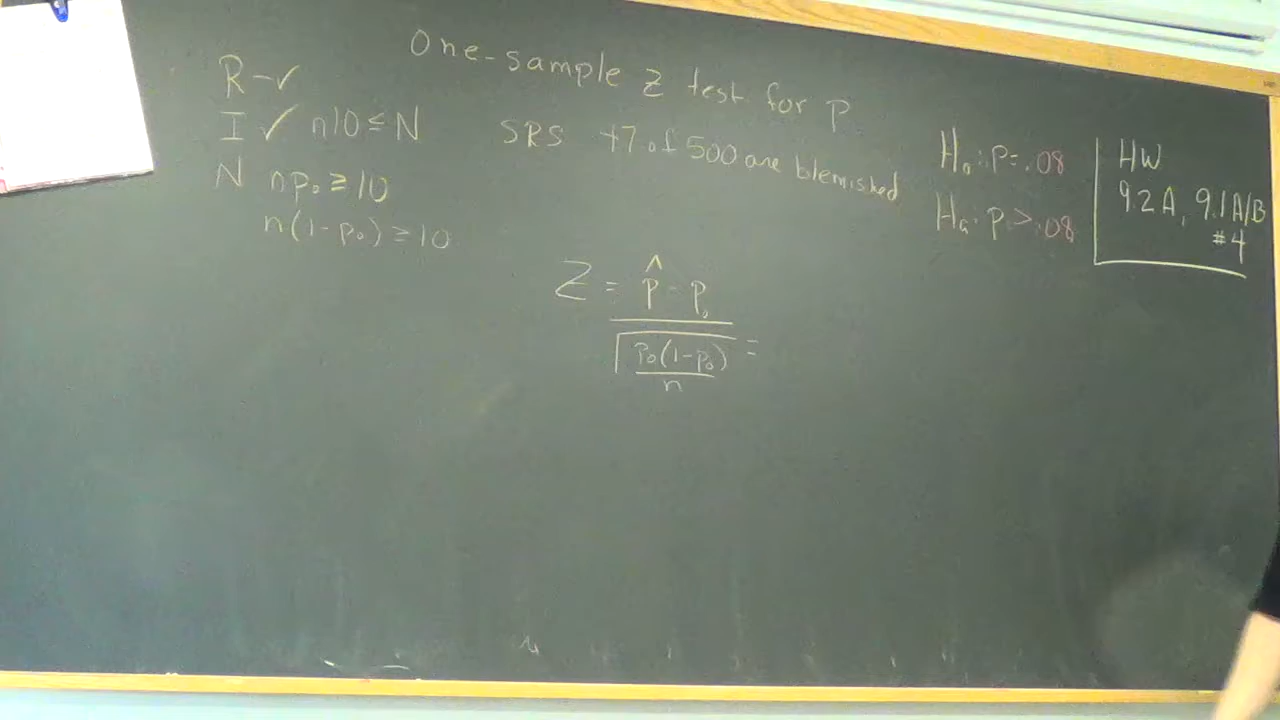 One-sample Z test for p
R - ✓
I ✓ n10 ≤ N
N np₀ ≥ 10
n(1-p₀) ≥ 10
SRS 47 of 500 are blemished
H₀: p = .08
Hₐ: p > .08
HW
9.2A, 9.1A/B
#4
Z = p̂ - p₀
√ p₀(1-p₀) =
n